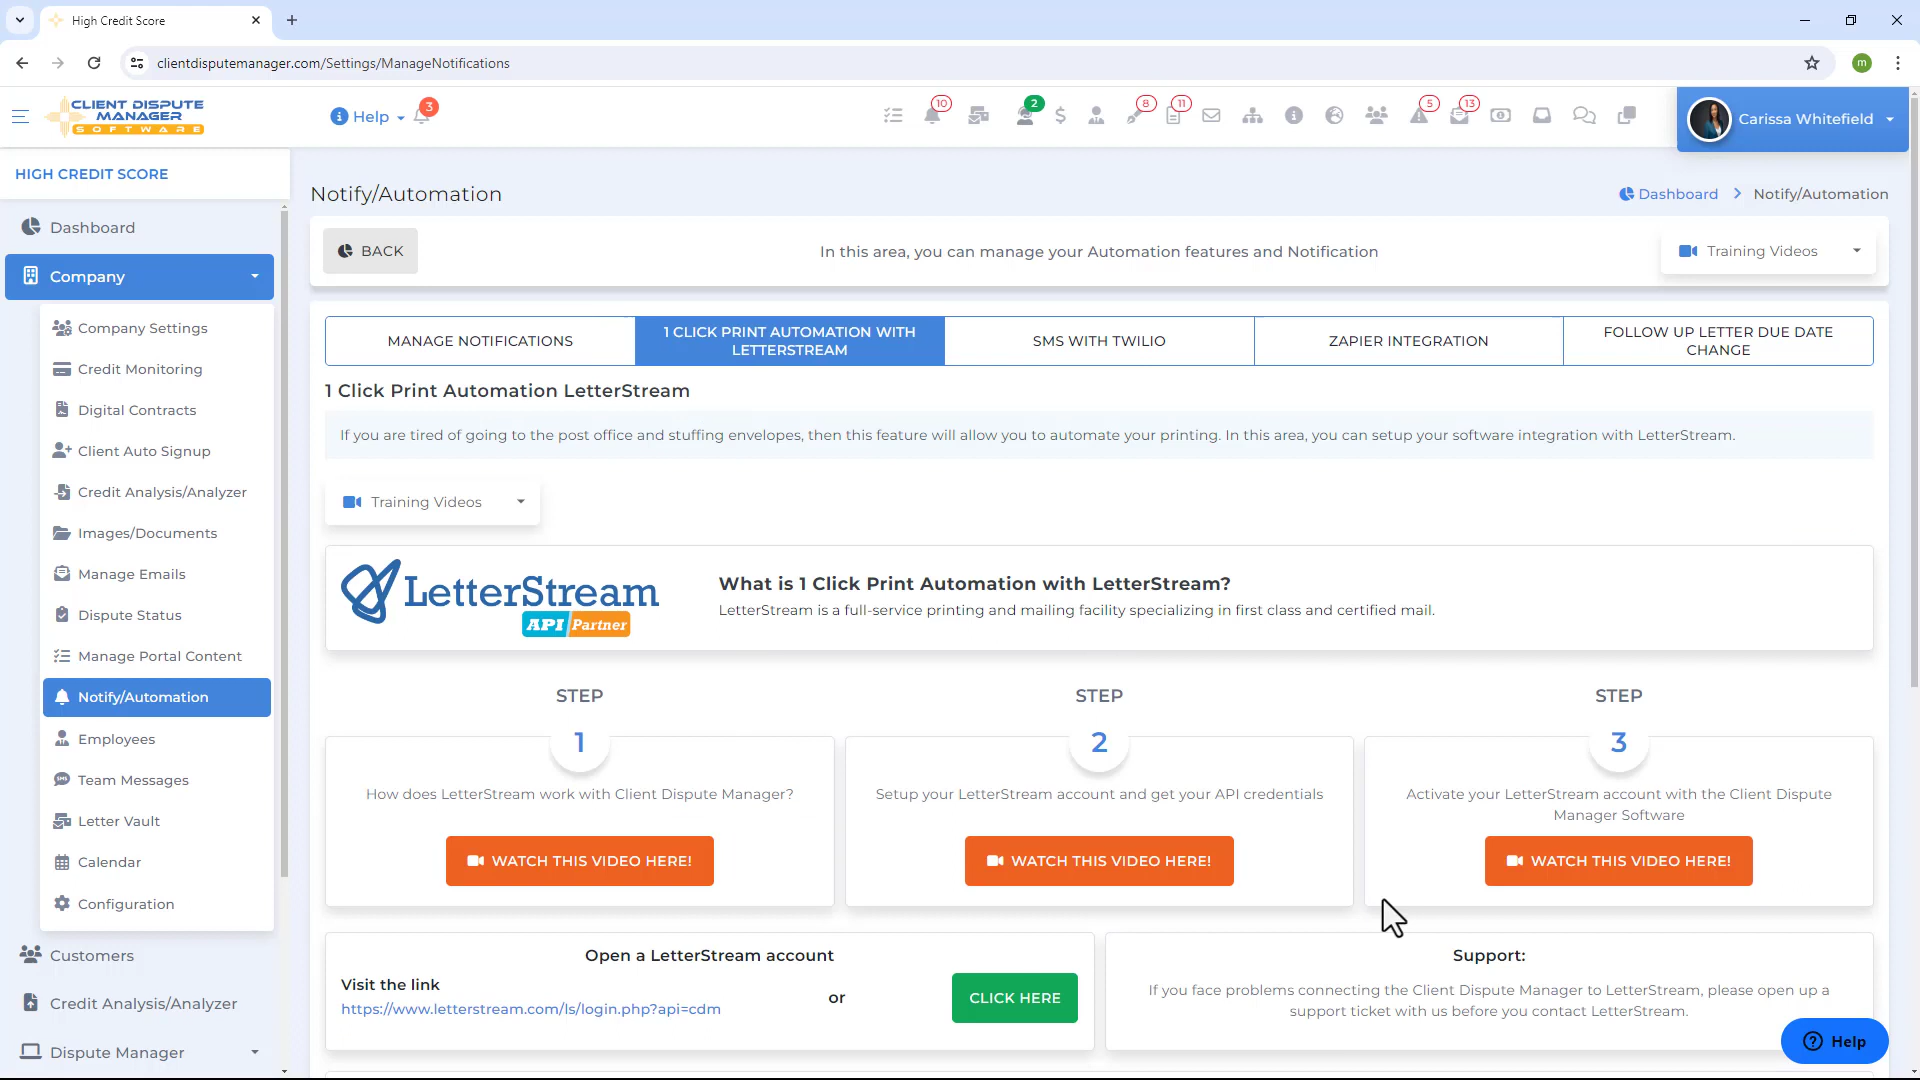 High Credit Score
clientdisputemanager.com/Settings/ManageNotifications
m
CLIENT DISPUTE
MANAGER
SOFTWARE
Help
3
10
2
8
11
5
13
Carissa Whitefield
HIGH CREDIT SCORE
Dashboard
Company
Company Settings
Credit Monitoring
Digital Contracts
Client Auto Signup
Credit Analysis/Analyzer
Images/Documents
Manage Emails
Dispute Status
Manage Portal Content
Notify/Automation
Employees
Team Messages
Letter Vault
Calendar
Configuration
Customers
Credit Analysis/Analyzer
Dispute Manager
Notify/Automation
Dashboard > Notify/Automation
BACK
In this area, you can manage your Automation features and Notification
Training Videos
MANAGE NOTIFICATIONS
1 CLICK PRINT AUTOMATION WITH
LETTERSTREAM
SMS WITH TWILIO
ZAPIER INTEGRATION
FOLLOW UP LETTER DUE DATE
CHANGE
1 Click Print Automation LetterStream
If you are tired of going to the post office and stuffing envelopes, then this feature will allow you to automate your printing. In this area, you can setup your software integration with LetterStream.
Training Videos
LetterStream
API Partner
What is 1 Click Print Automation with LetterStream?
LetterStream is a full-service printing and mailing facility specializing in first class and certified mail.
STEP
1
How does LetterStream work with Client Dispute Manager?
WATCH THIS VIDEO HERE!
STEP
2
Setup your LetterStream account and get your API credentials
WATCH THIS VIDEO HERE!
STEP
3
Activate your LetterStream account with the Client Dispute
Manager Software
WATCH THIS VIDEO HERE!
Open a LetterStream account
Visit the link
https://www.letterstream.com/ls/login.php?api=cdm
or
CLICK HERE
Support:
If you face problems connecting the Client Dispute Manager to LetterStream, please open up a
support ticket with us before you contact LetterStream.
Help